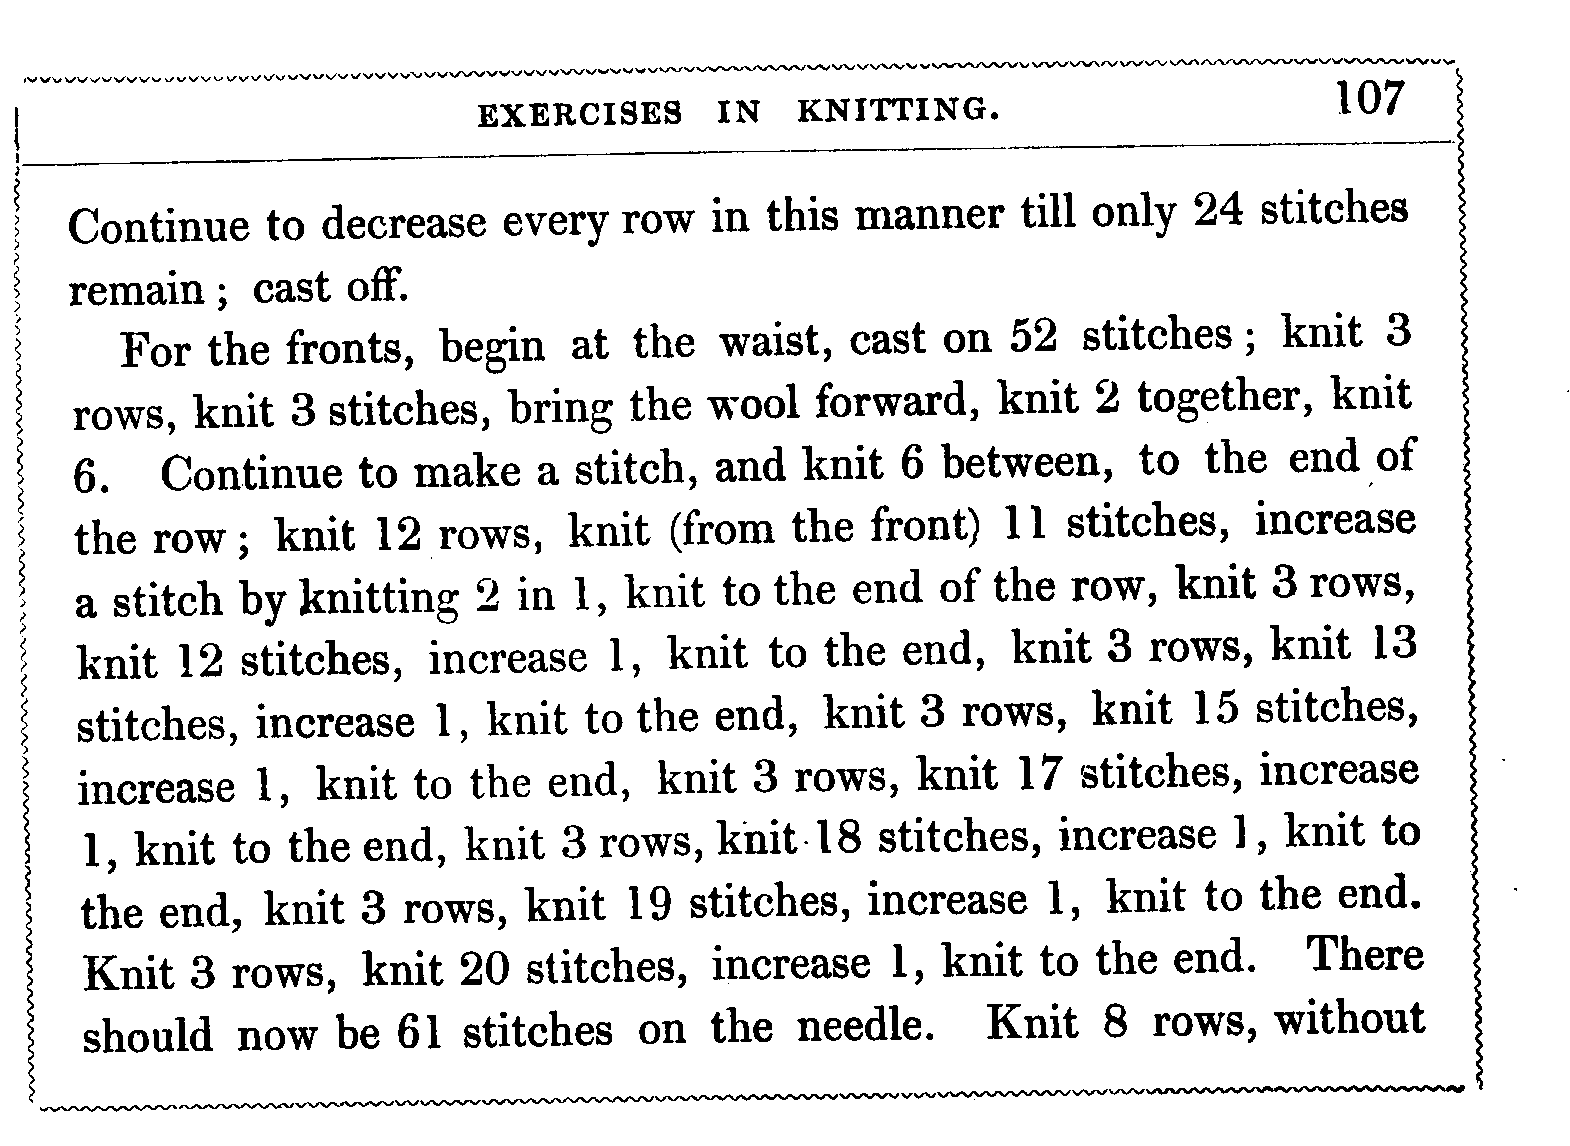 EXERCISES IN KNITTING. 107
Continue to decrease every row in this manner till only 24 stitches
remain ; cast off.
For the fronts, begin at the waist, cast on 52 stitches ; knit 3
rows, knit 3 stitches, bring the wool forward, knit 2 together, knit
6. Continue to make a stitch, and knit 6 between, to the end of
the row ; knit 12 rows, knit (from the front) 11 stitches, increase
a stitch by knitting 2 in 1, knit to the end of the row, knit 3 rows,
knit 12 stitches, increase 1, knit to the end, knit 3 rows, knit 13
stitches, increase 1, knit to the end, knit 3 rows, knit 15 stitches,
increase 1, knit to the end, knit 3 rows, knit 17 stitches, increase
1, knit to the end, knit 3 rows, knit 18 stitches, increase 1, knit to
the end, knit 3 rows, knit 19 stitches, increase 1, knit to the end.
Knit 3 rows, knit 20 stitches, increase 1, knit to the end. There
should now be 61 stitches on the needle. Knit 8 rows, without